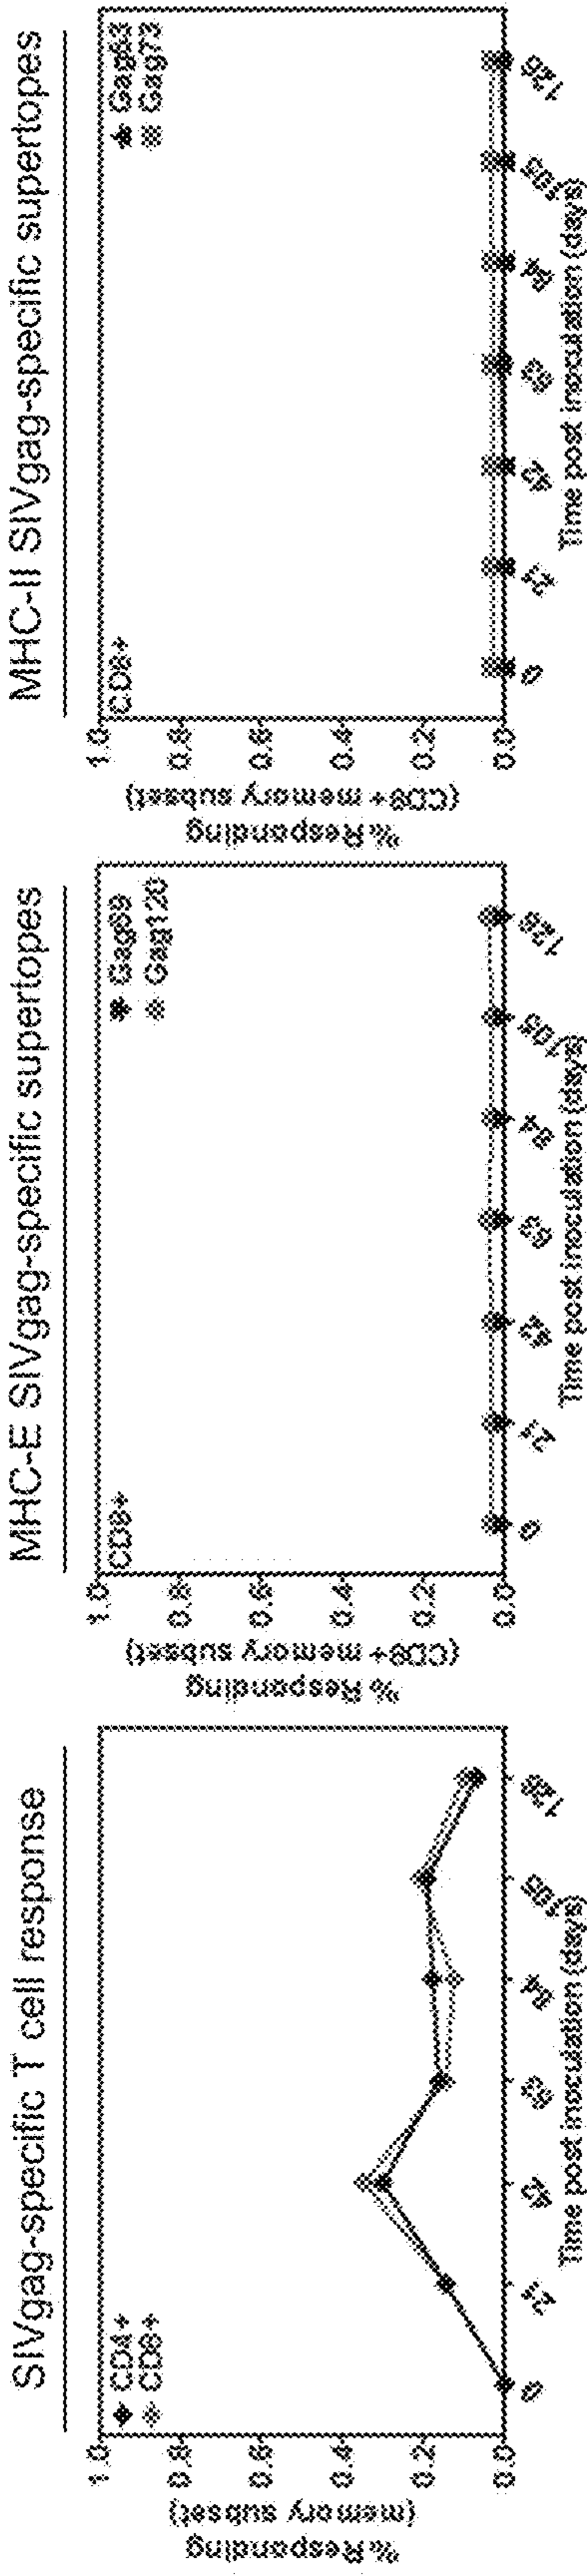 SIVgag-specific T cell response
% Responding
(memory subset)
1.0
0.8
0.6
0.4
0.2
0.0
CD4+
CD8+
0
21
42
63
84
105
126
Time post inoculation (days)
MHC-E SIVgag-specific supertopes
% Responding
(CD8+ memory subset)
1.0
0.8
0.6
0.4
0.2
0.0
CD8+
Gag69
Gag120
0
21
42
63
84
105
126
Time post inoculation (days)
MHC-II SIVgag-specific supertopes
% Responding
(CD8+ memory subset)
1.0
0.8
0.6
0.4
0.2
0.0
CD8+
Gag53
Gag73
0
21
42
63
84
105
126
Time post inoculation (days)